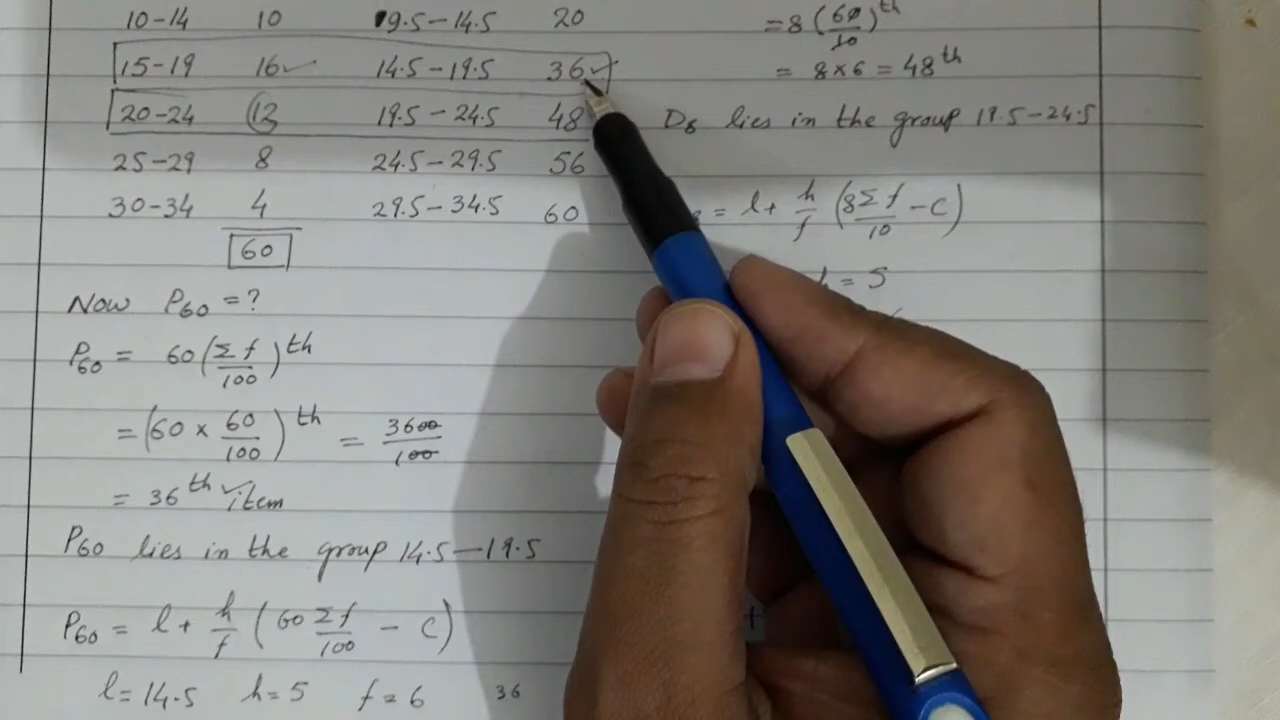 10-14 10 9.5-14.5 20
15-19 16✓ 14.5-19.5 36✓
20-24 12 19.5-24.5 48
25-29 8 24.5-29.5 56
30-34 4 29.5-34.5 60
60
Now P60 = ?
P60 = 60(Σf/100)th
= (60 × 60/100)th = 3600/100
= 36th ✓item
P60 lies in the group 14.5-19.5
P60 = l + h/f (60 Σf/100 - C)
l = 14.5 h = 5 f = 6 36
= 8(60/10)th
= 8×6 = 48th
D8 lies in the group 19.5-24.5
= l + h/f (8Σf/10 - C)
h = 5